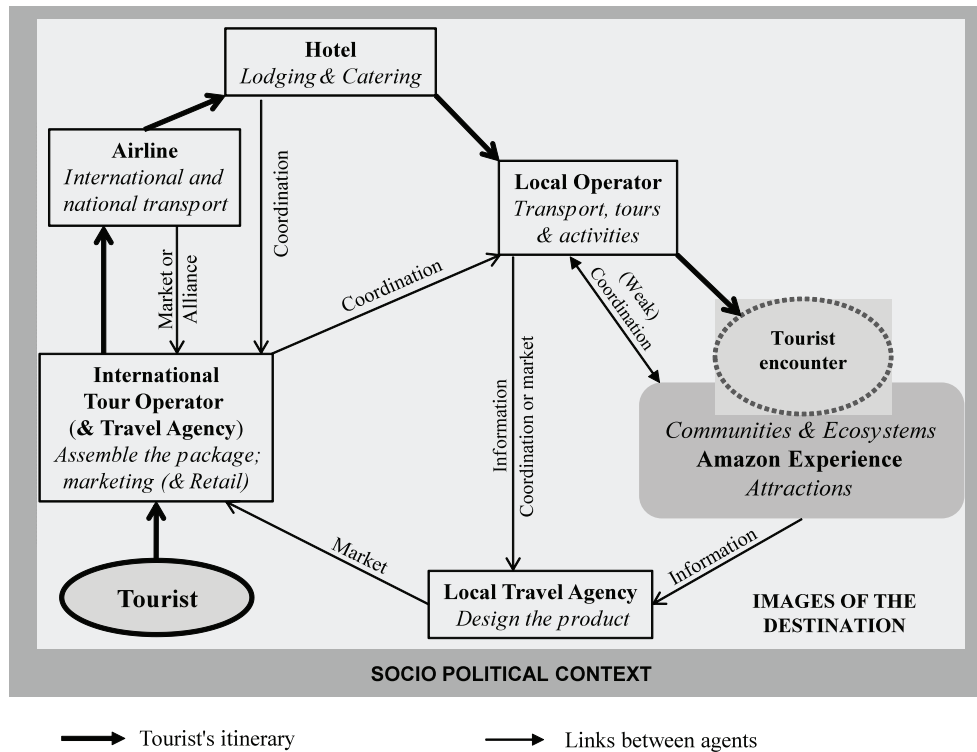 Hotel
Lodging & Catering
Airline
International and
national transport
Coordination
Local Operator
Transport, tours
& activities
Market or
Alliance
Coordination
(Weak)
Coordination
Tourist
encounter
International
Tour Operator
(& Travel Agency)
Assemble the package;
marketing (& Retail)
Information
Coordination or market
Communities & Ecosystems
Amazon Experience
Attractions
Market
Information
Tourist
Local Travel Agency
Design the product
IMAGES OF THE
DESTINATION
SOCIO POLITICAL CONTEXT
Tourist's itinerary
Links between agents